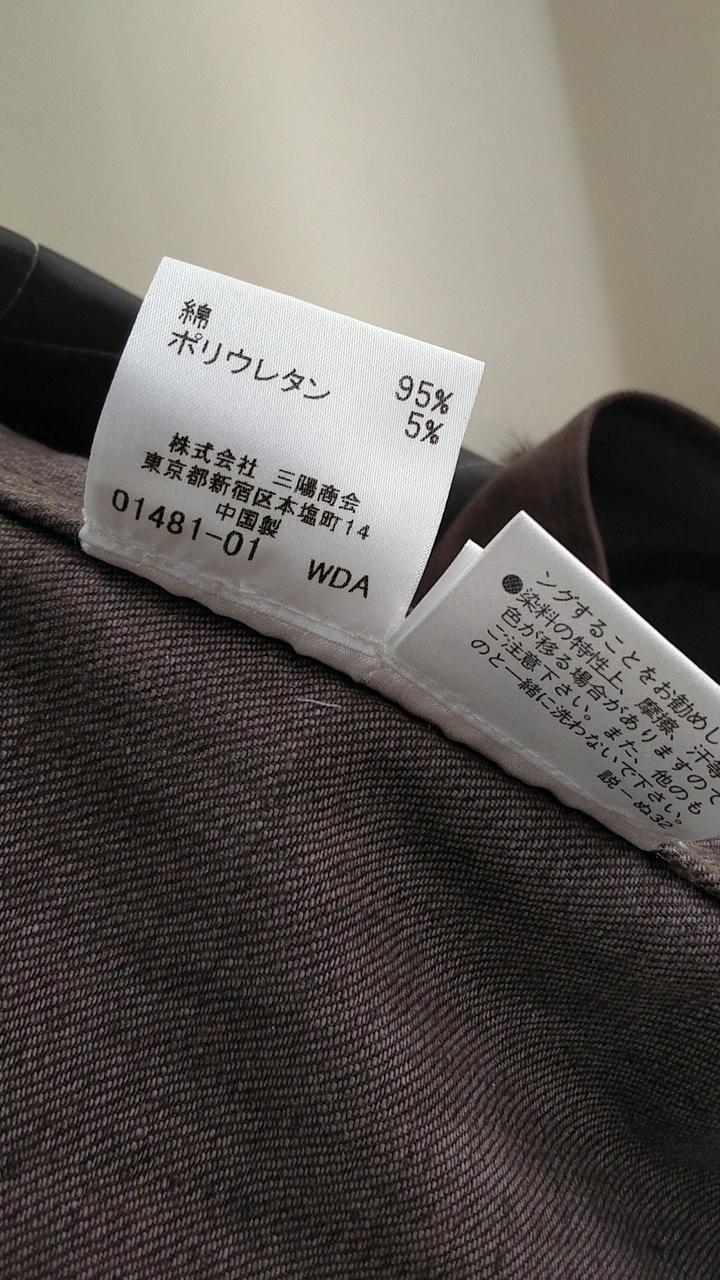 綿
ポリウレタン
95%
5%
株式会社 三陽商会
東京都新宿区本塩町14
中国製
01481-01
WDA
ングすることをお勧めし
●染料の特性上、摩擦、汗等
色が移る場合がありますので
ご注意下さい。また、他のも
のと一緒に洗わないで下さい。
説－ぬ32